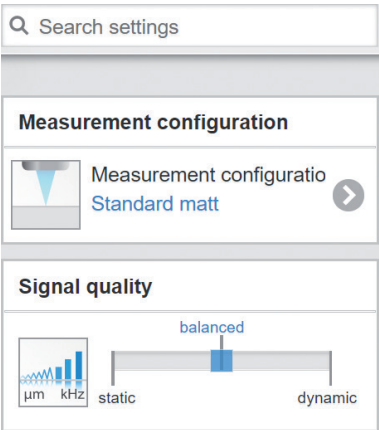 Search settings
Measurement configuration
Measurement configuratio
Standard matt
Signal quality
balanced
µm kHz
static dynamic